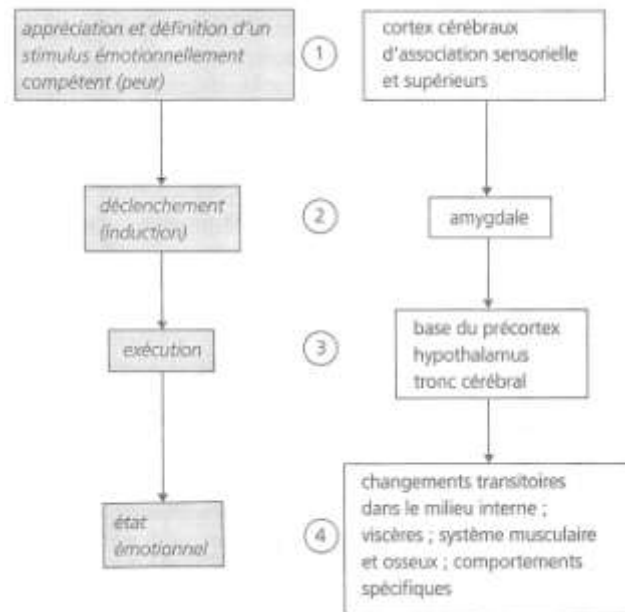 appréciation et définition d'un
stimulus émotionnellement
compétent (peur)
1
cortex cérébraux
d'association sensorielle
et supérieurs
déclenchement
(induction)
2
amygdale
exécution
3
base du précortex
hypothalamus
tronc cérébral
état
émotionnel
4
changements transitoires
dans le milieu interne ;
viscères ; système musculaire
et osseux ; comportements
spécifiques